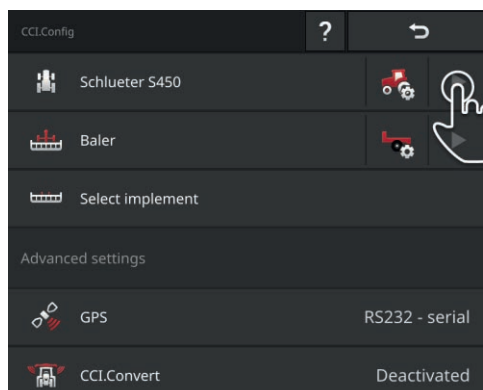 CCI.Config
?
Schlueter S450
Baler
Select implement
Advanced settings
GPS RS232 - serial
CCI.Convert Deactivated